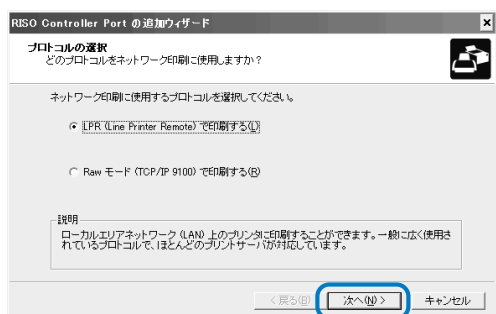 RISO Controller Port の追加ウィザード
プロトコルの選択
どのプロトコルをネットワーク印刷に使用しますか?
ネットワーク印刷に使用するプロトコルを選択してください。
LPR (Line Printer Remote) で印刷する(L)
Raw モード (TCP/IP 9100) で印刷する(R)
説明
ローカルエリアネットワーク (LAN)上のプリンタに印刷することができます。一般に広く使用さ
れているプロトコルで、ほとんどのプリントサーバが対応しています。
< 戻る(B) 次へ(N) > キャンセル